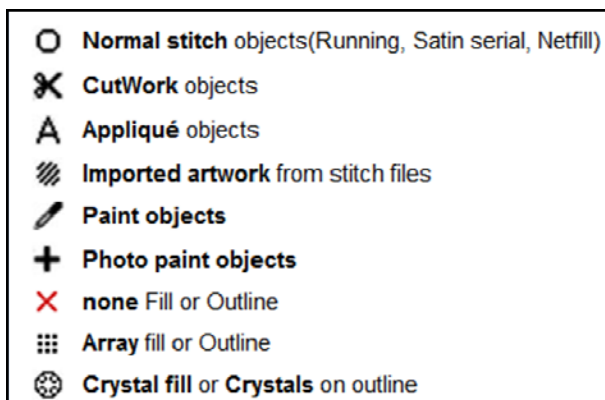 Normal stitch objects(Running, Satin serial, Netfill)
CutWork objects
Appliqué objects
Imported artwork from stitch files
Paint objects
Photo paint objects
none Fill or Outline
Array fill or Outline
Crystal fill or Crystals on outline